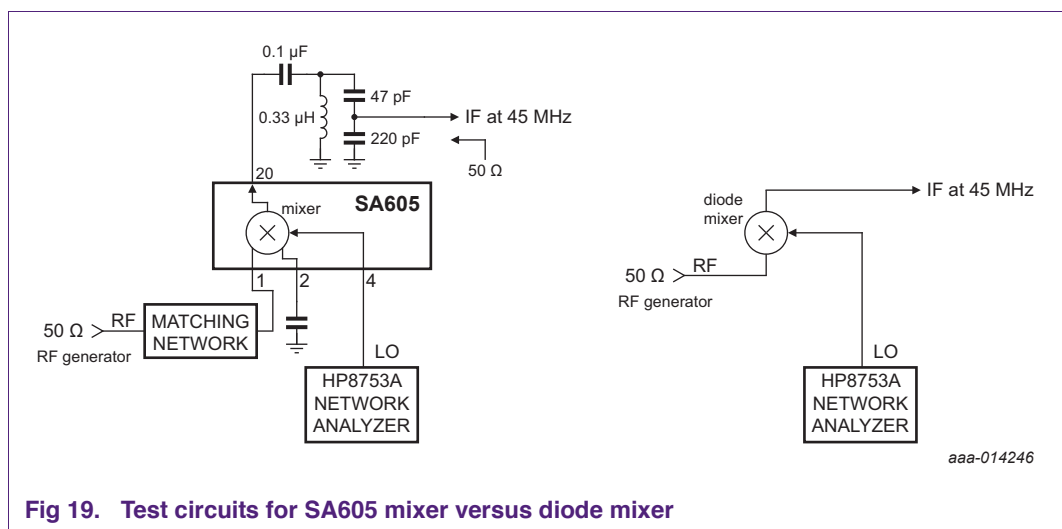 0.1 µF
47 pF
0.33 µH
IF at 45 MHz
220 pF
50 Ω
20
SA605
mixer
1
2
4
50 Ω
RF
RF generator
MATCHING
NETWORK
LO
HP8753A
NETWORK
ANALYZER
IF at 45 MHz
diode
mixer
50 Ω
RF
RF generator
LO
HP8753A
NETWORK
ANALYZER
aaa-014246
Fig 19. Test circuits for SA605 mixer versus diode mixer